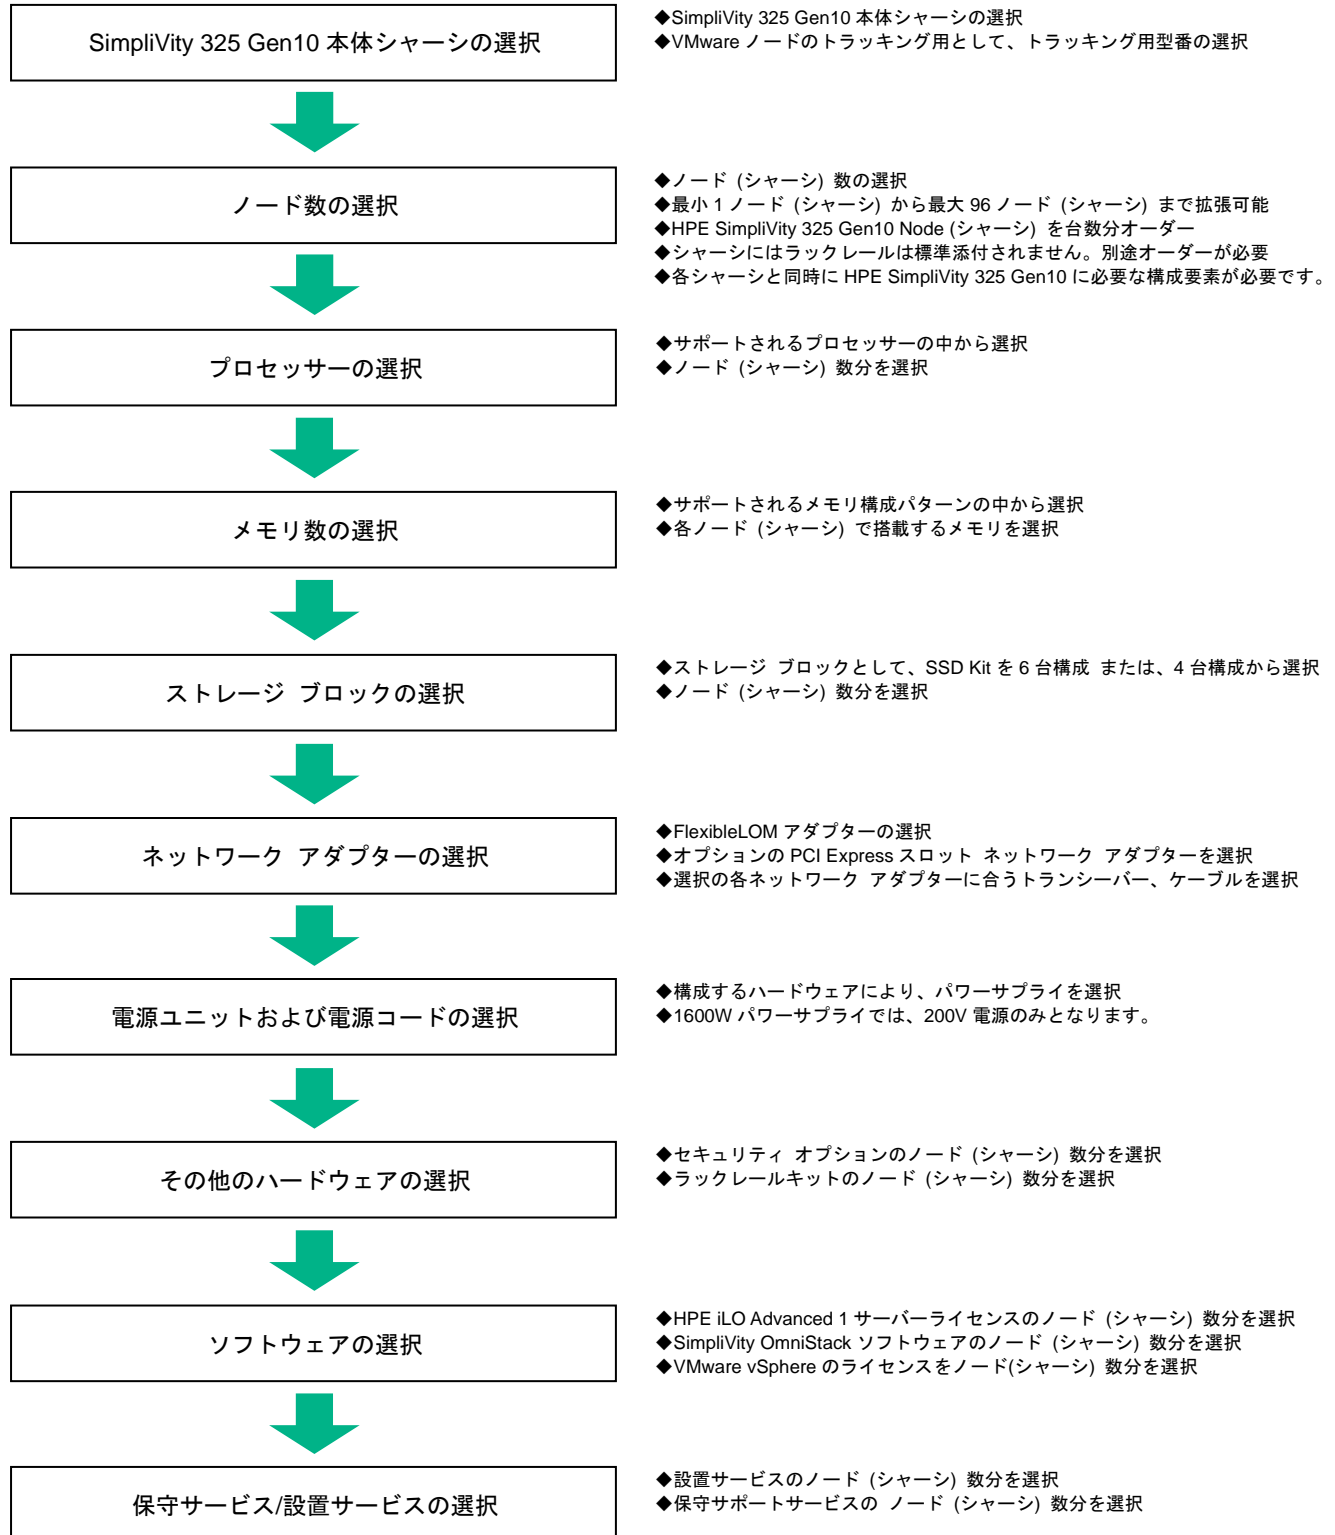 SimpliVity 325 Gen10 本体シャーシの選択
◆SimpliVity 325 Gen10 本体シャーシの選択
◆VMware ノードのトラッキング用として、トラッキング用型番の選択
ノード数の選択
◆ノード (シャーシ) 数の選択
◆最小 1 ノード (シャーシ) から最大 96 ノード (シャーシ) まで拡張可能
◆HPE SimpliVity 325 Gen10 Node (シャーシ) を台数分オーダー
◆シャーシにはラックレールは標準添付されません。別途オーダーが必要
◆各シャーシと同時に HPE SimpliVity 325 Gen10 に必要な構成要素が必要です。
プロセッサーの選択
◆サポートされるプロセッサーの中から選択
◆ノード (シャーシ) 数分を選択
メモリ数の選択
◆サポートされるメモリ構成パターンの中から選択
◆各ノード (シャーシ) で搭載するメモリを選択
ストレージ ブロックの選択
◆ストレージ ブロックとして、SSD Kit を 6 台構成 または、4 台構成から選択
◆ノード (シャーシ) 数分を選択
ネットワーク アダプターの選択
◆FlexibleLOM アダプターの選択
◆オプションの PCI Express スロット ネットワーク アダプターを選択
◆選択の各ネットワーク アダプターに合うトランシーバー、ケーブルを選択
電源ユニットおよび電源コードの選択
◆構成するハードウェアにより、パワーサプライを選択
◆1600W パワーサプライでは、200V 電源のみとなります。
その他のハードウェアの選択
◆セキュリティ オプションのノード (シャーシ) 数分を選択
◆ラックレールキットのノード (シャーシ) 数分を選択
ソフトウェアの選択
◆HPE iLO Advanced 1 サーバーライセンスのノード (シャーシ) 数分を選択
◆SimpliVity OmniStack ソフトウェアのノード (シャーシ) 数分を選択
◆VMware vSphere のライセンスをノード(シャーシ) 数分を選択
保守サービス/設置サービスの選択
◆設置サービスのノード (シャーシ) 数分を選択
◆保守サポートサービスの ノード (シャーシ) 数分を選択